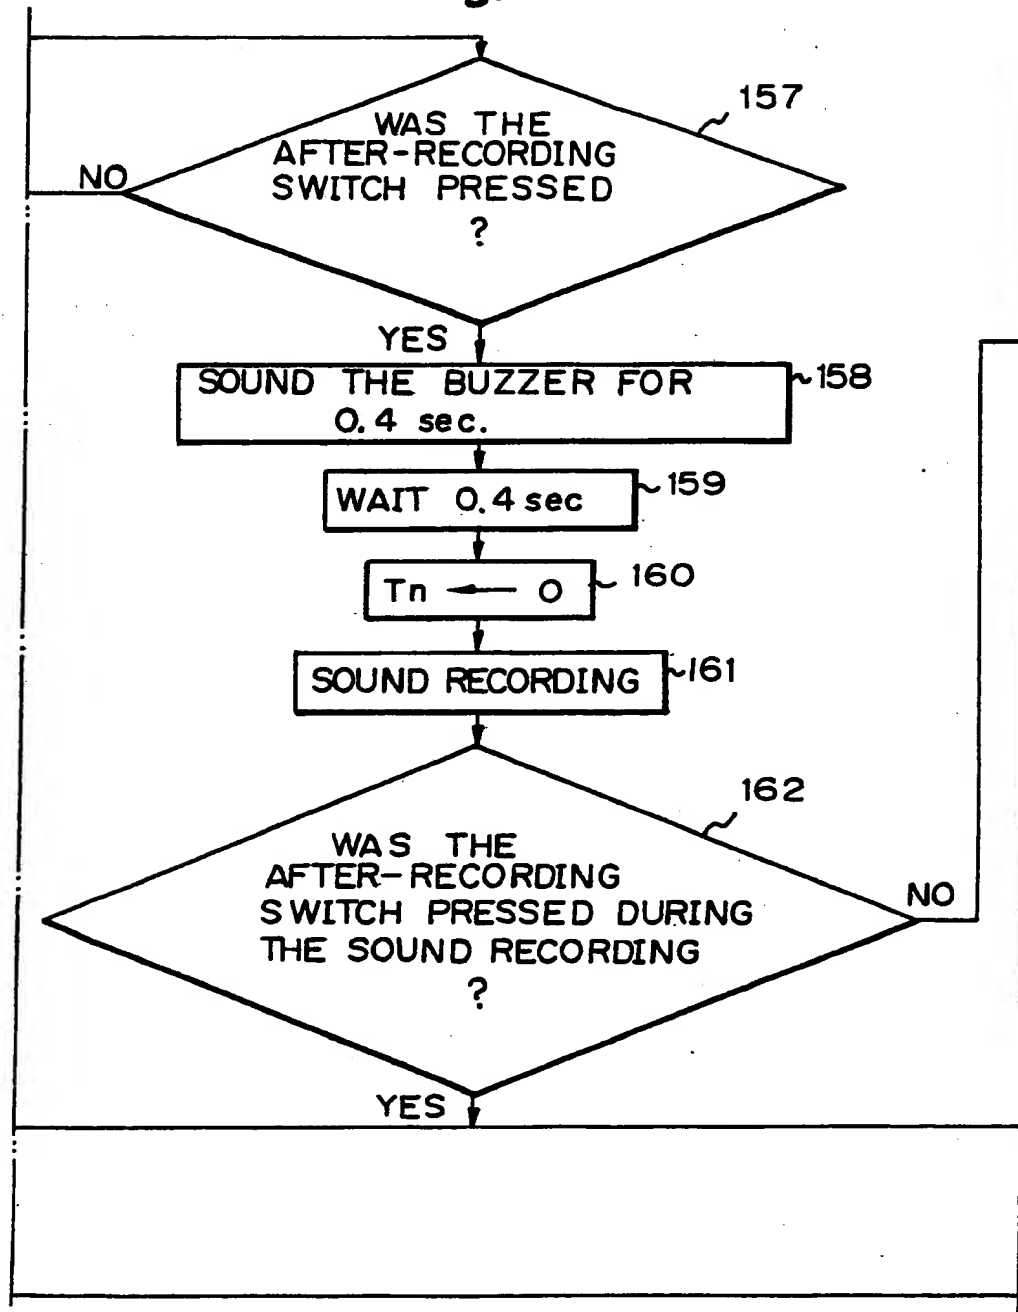 157
WAS THE
AFTER-RECORDING
SWITCH PRESSED
?
NO
YES
SOUND THE BUZZER FOR
0.4 sec.
158
WAIT 0.4 sec
159
Tn ← 0
160
SOUND RECORDING
161
162
WAS THE
AFTER-RECORDING
SWITCH PRESSED DURING
THE SOUND RECORDING
?
NO
YES